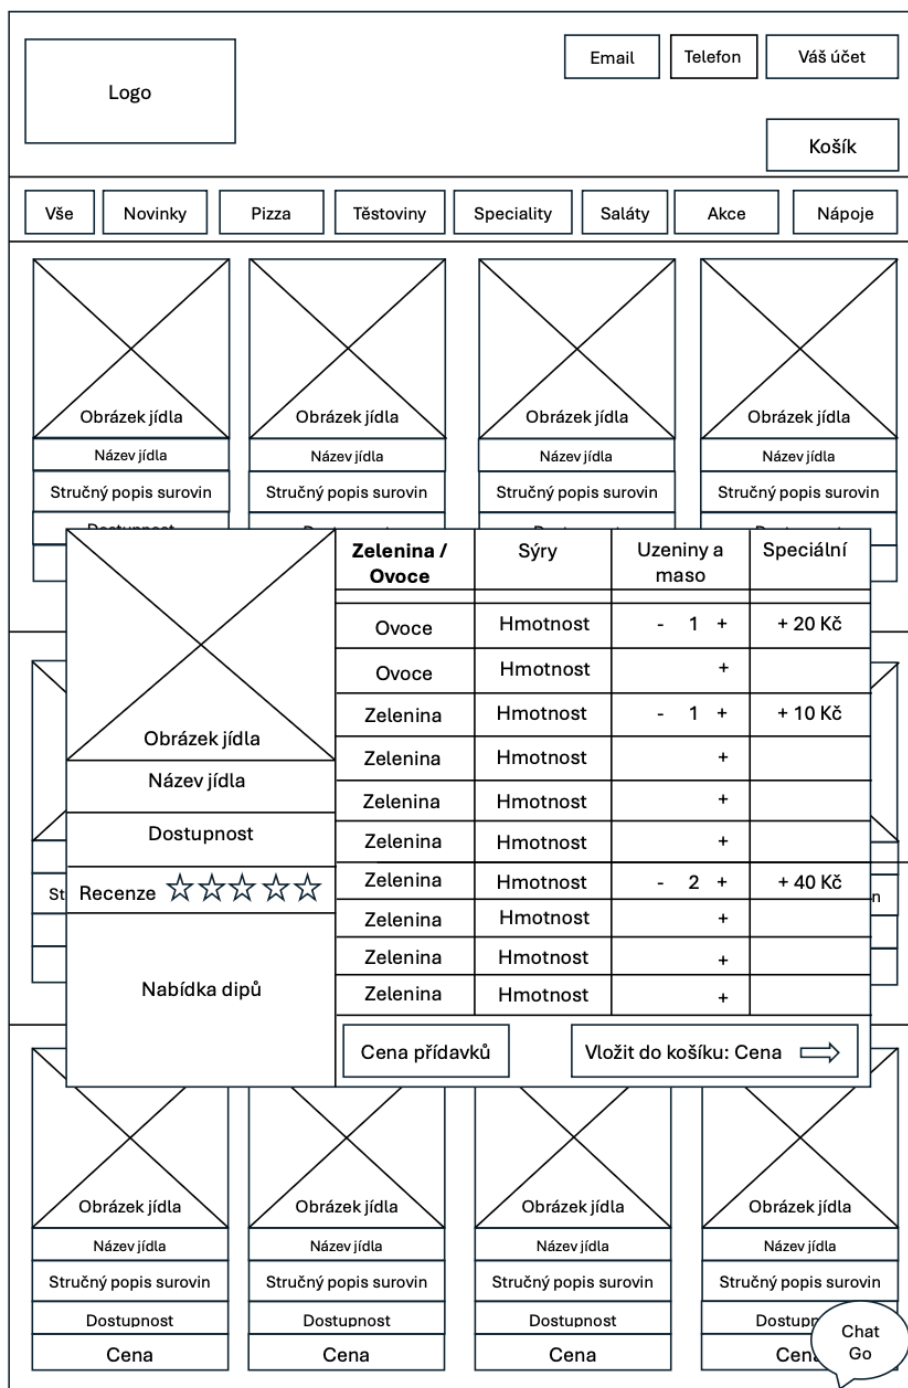 Logo
Email
Telefon
Váš účet
Košík
Vše
Novinky
Pizza
Těstoviny
Speciality
Saláty
Akce
Nápoje
Obrázek jídla
Obrázek jídla
Obrázek jídla
Obrázek jídla
Název jídla
Název jídla
Název jídla
Název jídla
Stručný popis surovin
Stručný popis surovin
Stručný popis surovin
Stručný popis surovin
Obrázek jídla
Název jídla
Dostupnost
Recenze
Nabídka dipů
Zelenina /
Ovoce
Sýry
Uzeniny a
maso
Speciální
Ovoce Hmotnost - 1 + + 20 Kč
Ovoce Hmotnost +
Zelenina Hmotnost - 1 + + 10 Kč
Zelenina Hmotnost +
Zelenina Hmotnost +
Zelenina Hmotnost +
Zelenina Hmotnost - 2 + + 40 Kč
Zelenina Hmotnost +
Zelenina Hmotnost +
Zelenina Hmotnost +
Cena přídavků
Vložit do košíku: Cena
Obrázek jídla
Obrázek jídla
Obrázek jídla
Obrázek jídla
Název jídla
Název jídla
Název jídla
Název jídla
Stručný popis surovin
Stručný popis surovin
Stručný popis surovin
Stručný popis surovin
Dostupnost
Dostupnost
Dostupnost
Cena
Cena
Cena
Chat
Go